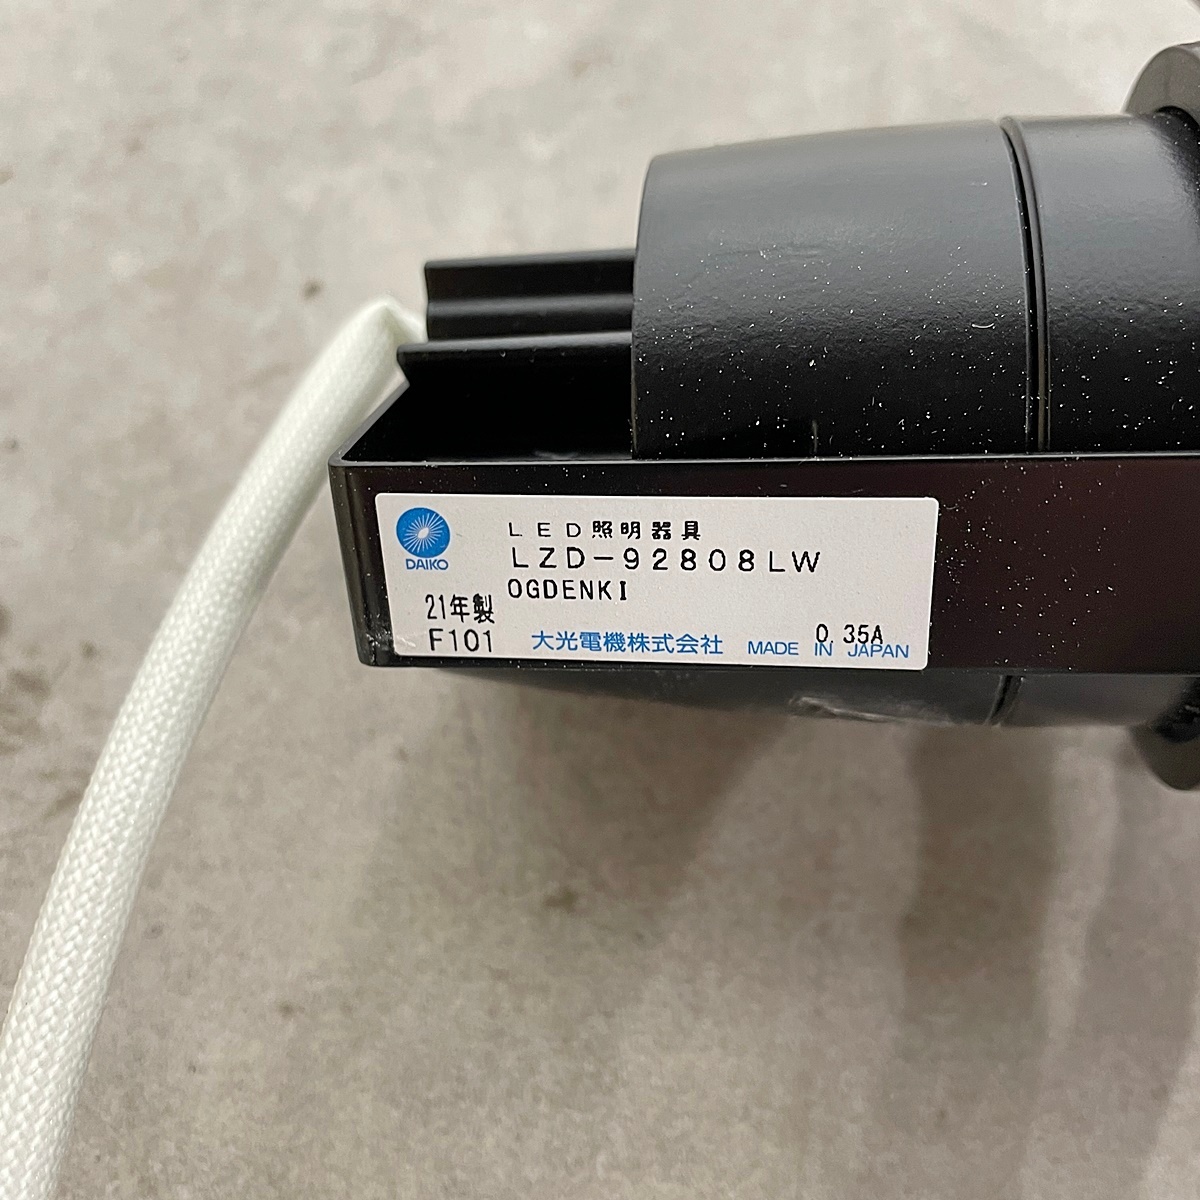 DAIKO
LED照明器具
LZD-92808LW
OGDENKI
21年製
F101
大光電機株式会社
0.35A
MADE IN JAPAN